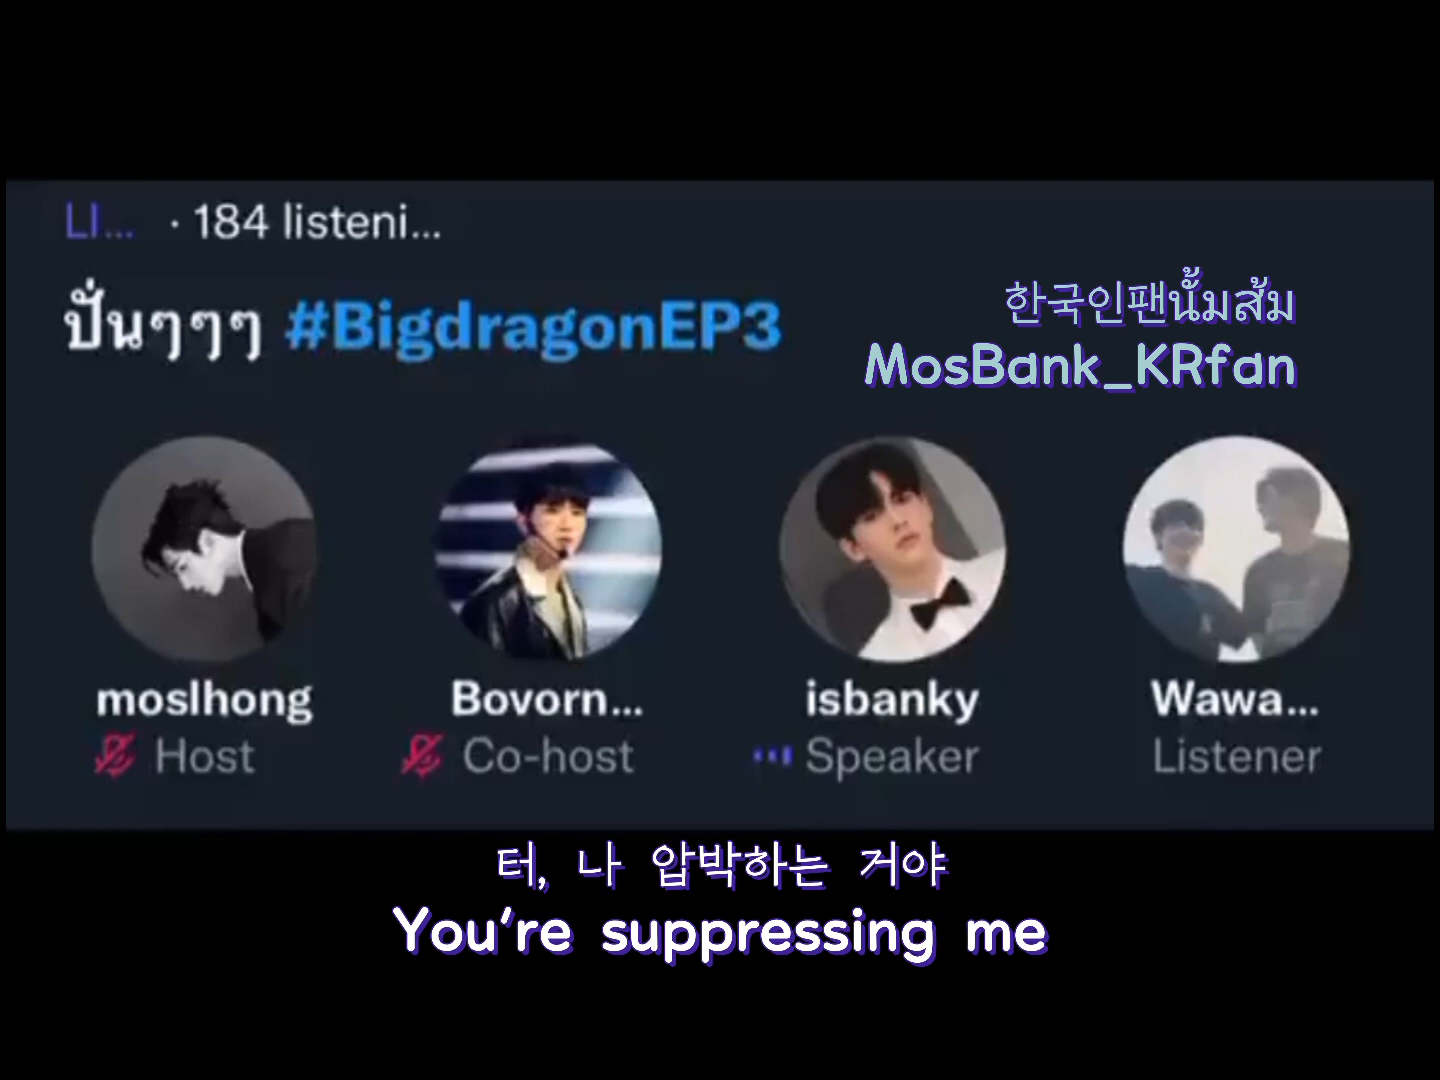 LI... · 184 listeni...
ปั่นๆๆๆ #BigdragonEP3
한국인팬นั้มส้ม
MosBank_KRfan
moslhong
Host
Bovorn...
Co-host
isbanky
Speaker
Wawa...
Listener
터, 나 압박하는 거야
You're suppressing me